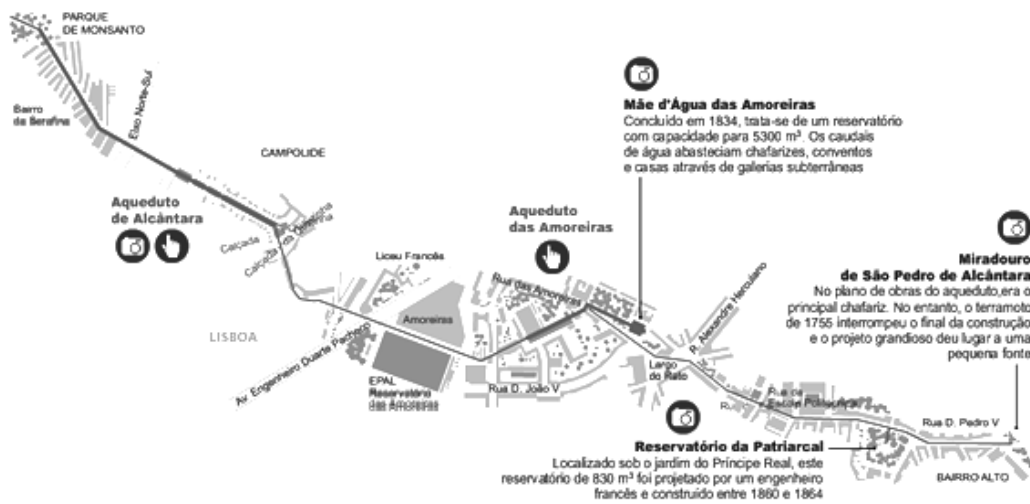 PARQUE
DE MONSANTO
Bairro
da Serafina
Eixo Norte-Sul
CAMPOLIDE
Aqueduto
de Alcântara
Calçada
Calçada da Quintinha
LISBOA
Liceu Francês
Amoreiras
Av. Engenheiro Duarte Pacheco
EPAL
Reservatório
das Amoreiras
Aqueduto
das Amoreiras
Rua das Amoreiras
Rua D. João V
Mãe d'Água das Amoreiras
Concluído em 1834, trata-se de um reservatório
com capacidade para 5300 m³. Os caudais
de água abasteciam chafarizes, conventos
e casas através de galerias subterrâneas
R. Alexandre Herculano
Largo
do Rato
Rua da
Escola Politécnica
Reservatório da Patriarcal
Localizado sob o jardim do Príncipe Real, este
reservatório de 830 m³ foi projetado por um engenheiro
francês e construído entre 1860 e 1864
Miradouro
de São Pedro de Alcântara
No plano de obras do aqueduto,era o
principal chafariz. No entanto, o terramoto
de 1755 interrompeu o final da construção
e o projeto grandioso deu lugar a uma
pequena fonte
Rua D. Pedro V
BAIRRO ALTO